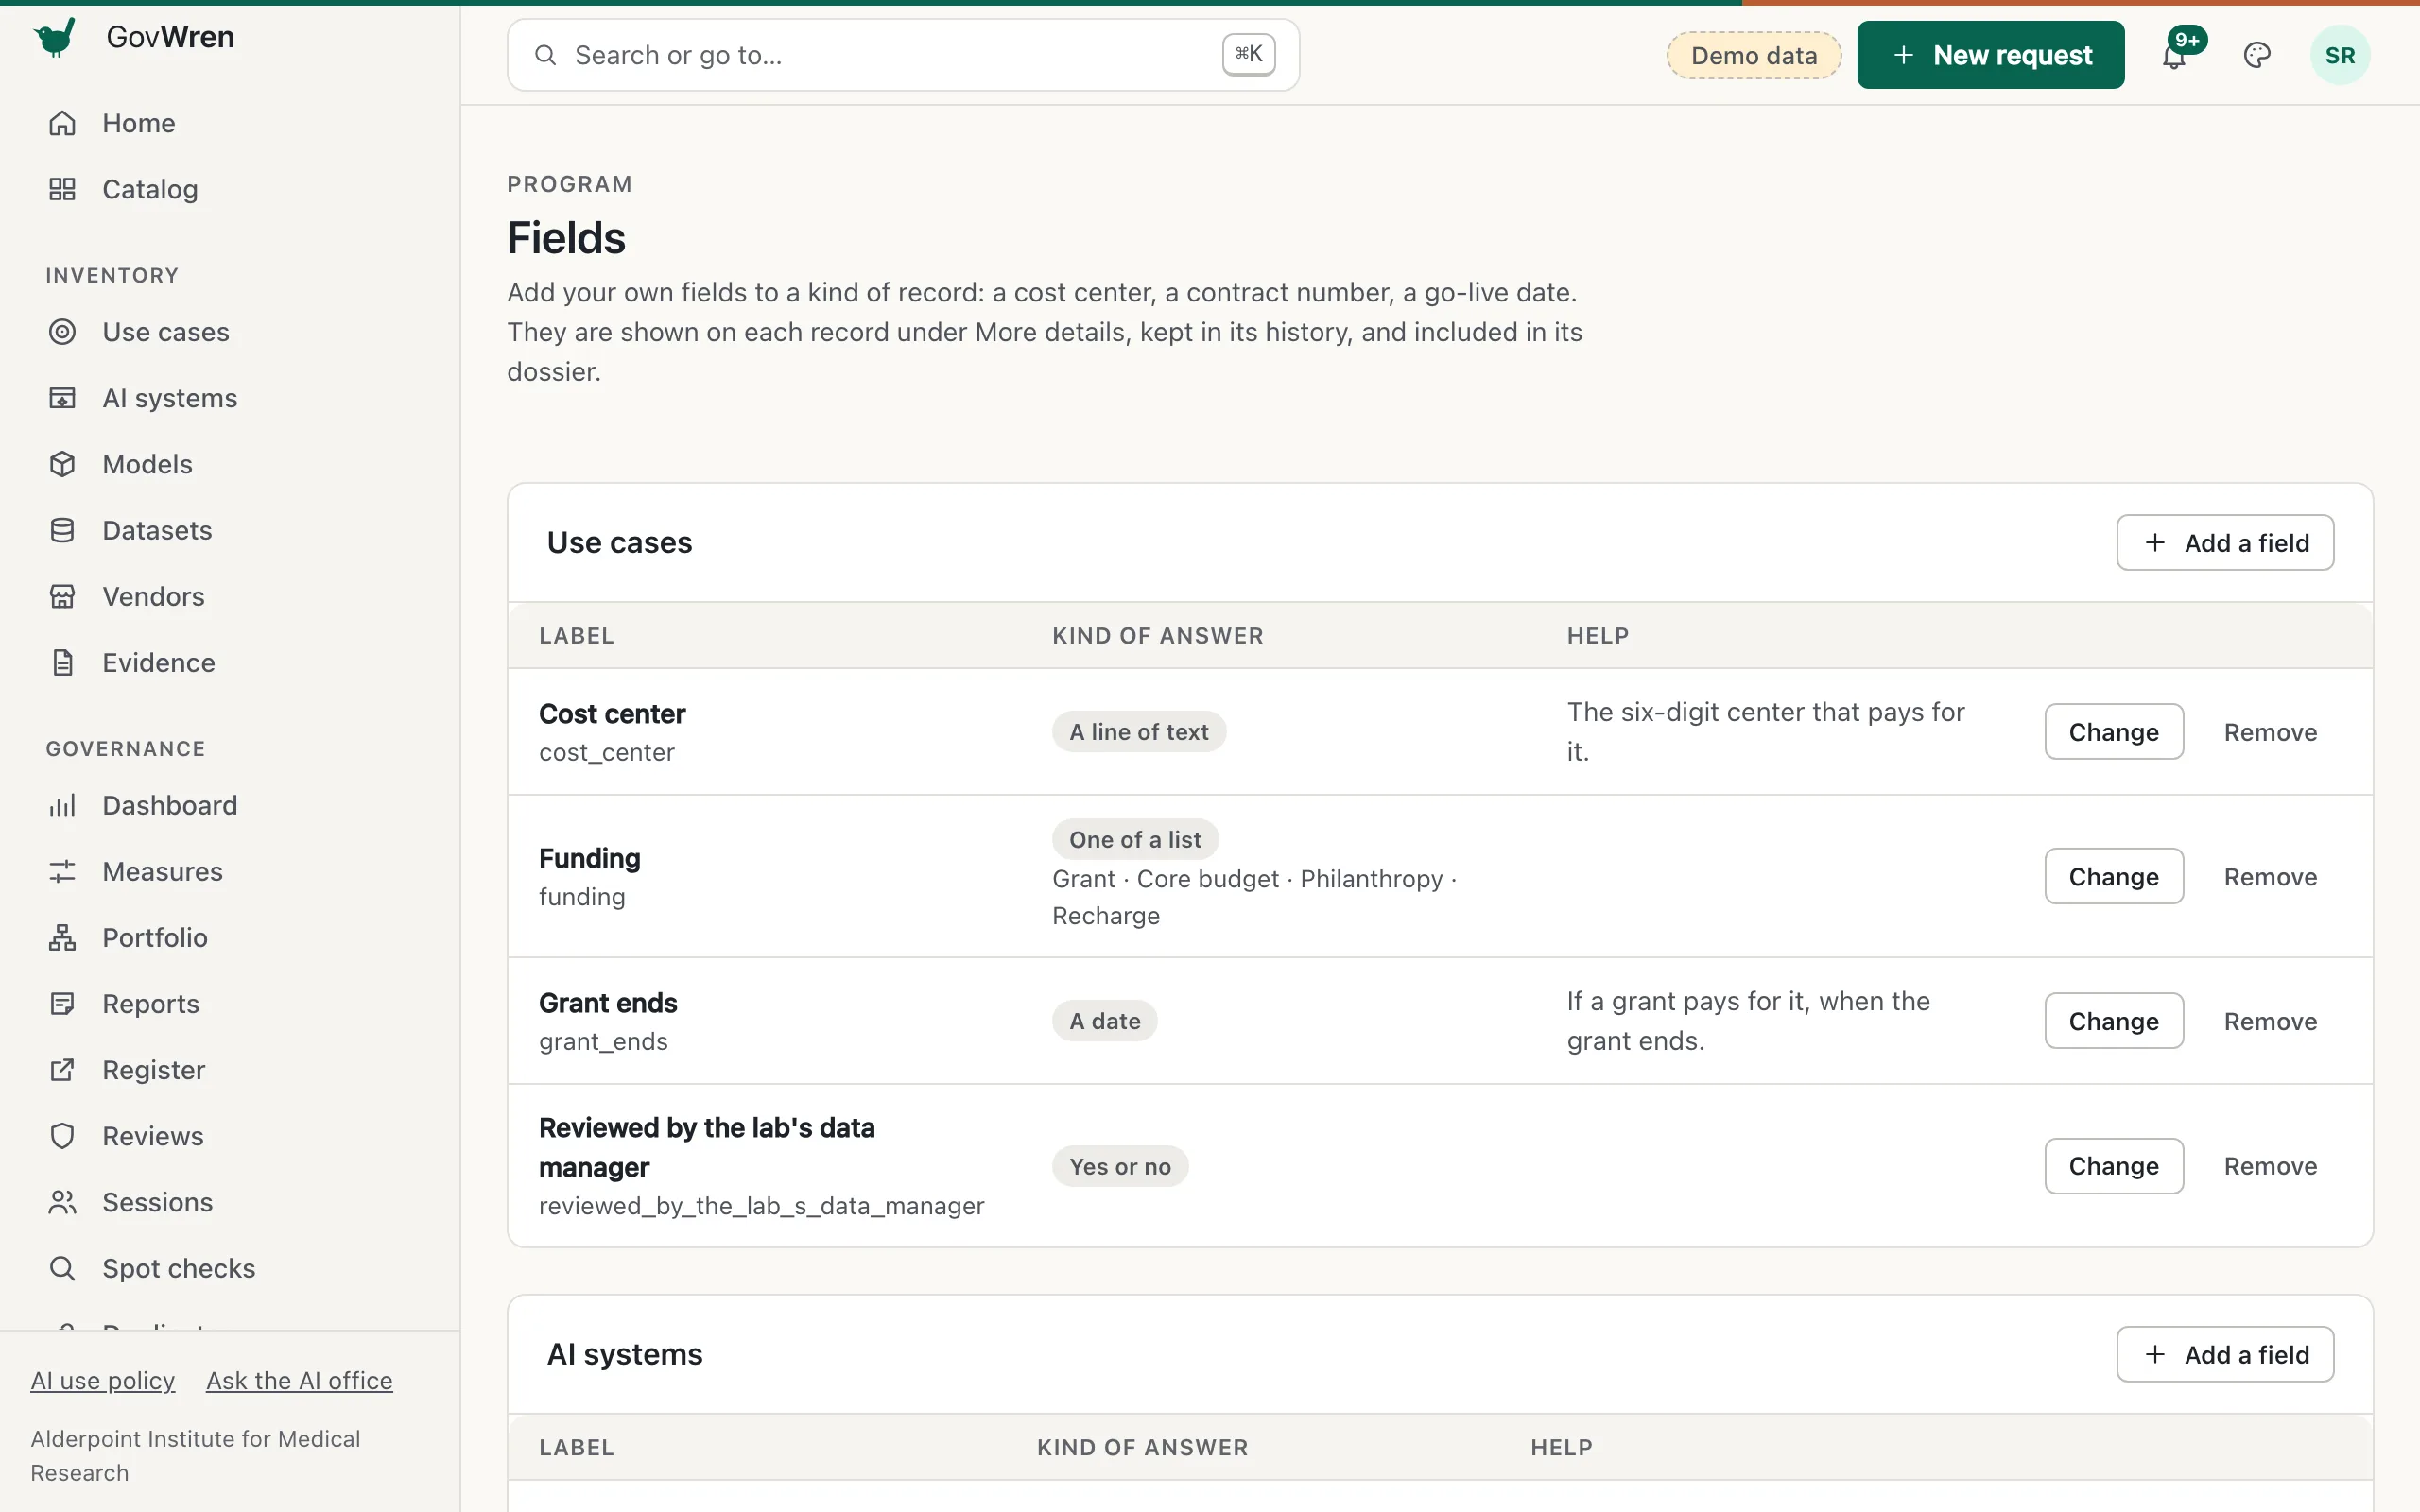 GovWren
Search or go to...
⌘K
Demo data
+ New request
9+
SR
Home
Catalog
INVENTORY
Use cases
AI systems
Models
Datasets
Vendors
Evidence
GOVERNANCE
Dashboard
Measures
Portfolio
Reports
Register
Reviews
Sessions
Spot checks
AI use policy
Ask the AI office
Alderpoint Institute for Medical
Research
PROGRAM
Fields
Add your own fields to a kind of record: a cost center, a contract number, a go-live date.
They are shown on each record under More details, kept in its history, and included in its
dossier.
Use cases
+ Add a field
LABEL
KIND OF ANSWER
HELP
Cost center
cost_center
A line of text
The six-digit center that pays for
it.
Change
Remove
Funding
funding
One of a list
Grant · Core budget · Philanthropy ·
Recharge
Change
Remove
Grant ends
grant_ends
A date
If a grant pays for it, when the
grant ends.
Change
Remove
Reviewed by the lab's data
manager
reviewed_by_the_lab_s_data_manager
Yes or no
Change
Remove
AI systems
+ Add a field
LABEL
KIND OF ANSWER
HELP